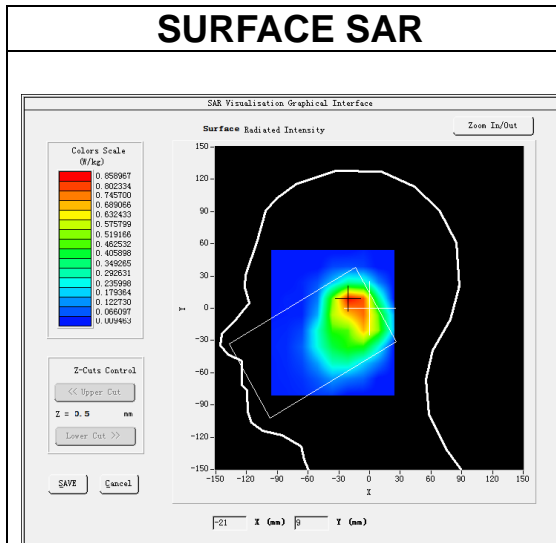 SURFACE SAR
SAR Visualisation Graphical Interface
Surface Radiated Intensity
Zoom In/Out
Colors Scale
(W/kg)
0.858967
0.802334
0.745700
0.689066
0.632433
0.575799
0.519166
0.462532
0.405898
0.349265
0.292631
0.235998
0.179364
0.122730
0.066097
0.009463
150
120
90
60
30
0
-30
-60
-90
-120
-150
Y
-150 -120 -90 -60 -30 0 30 60 90 120 150
X
Z-Cuts Control
<< Upper Cut
Z = 0.5 mm
Lower Cut >>
SAVE Cancel
-21 X (mm) 9 Y (mm)